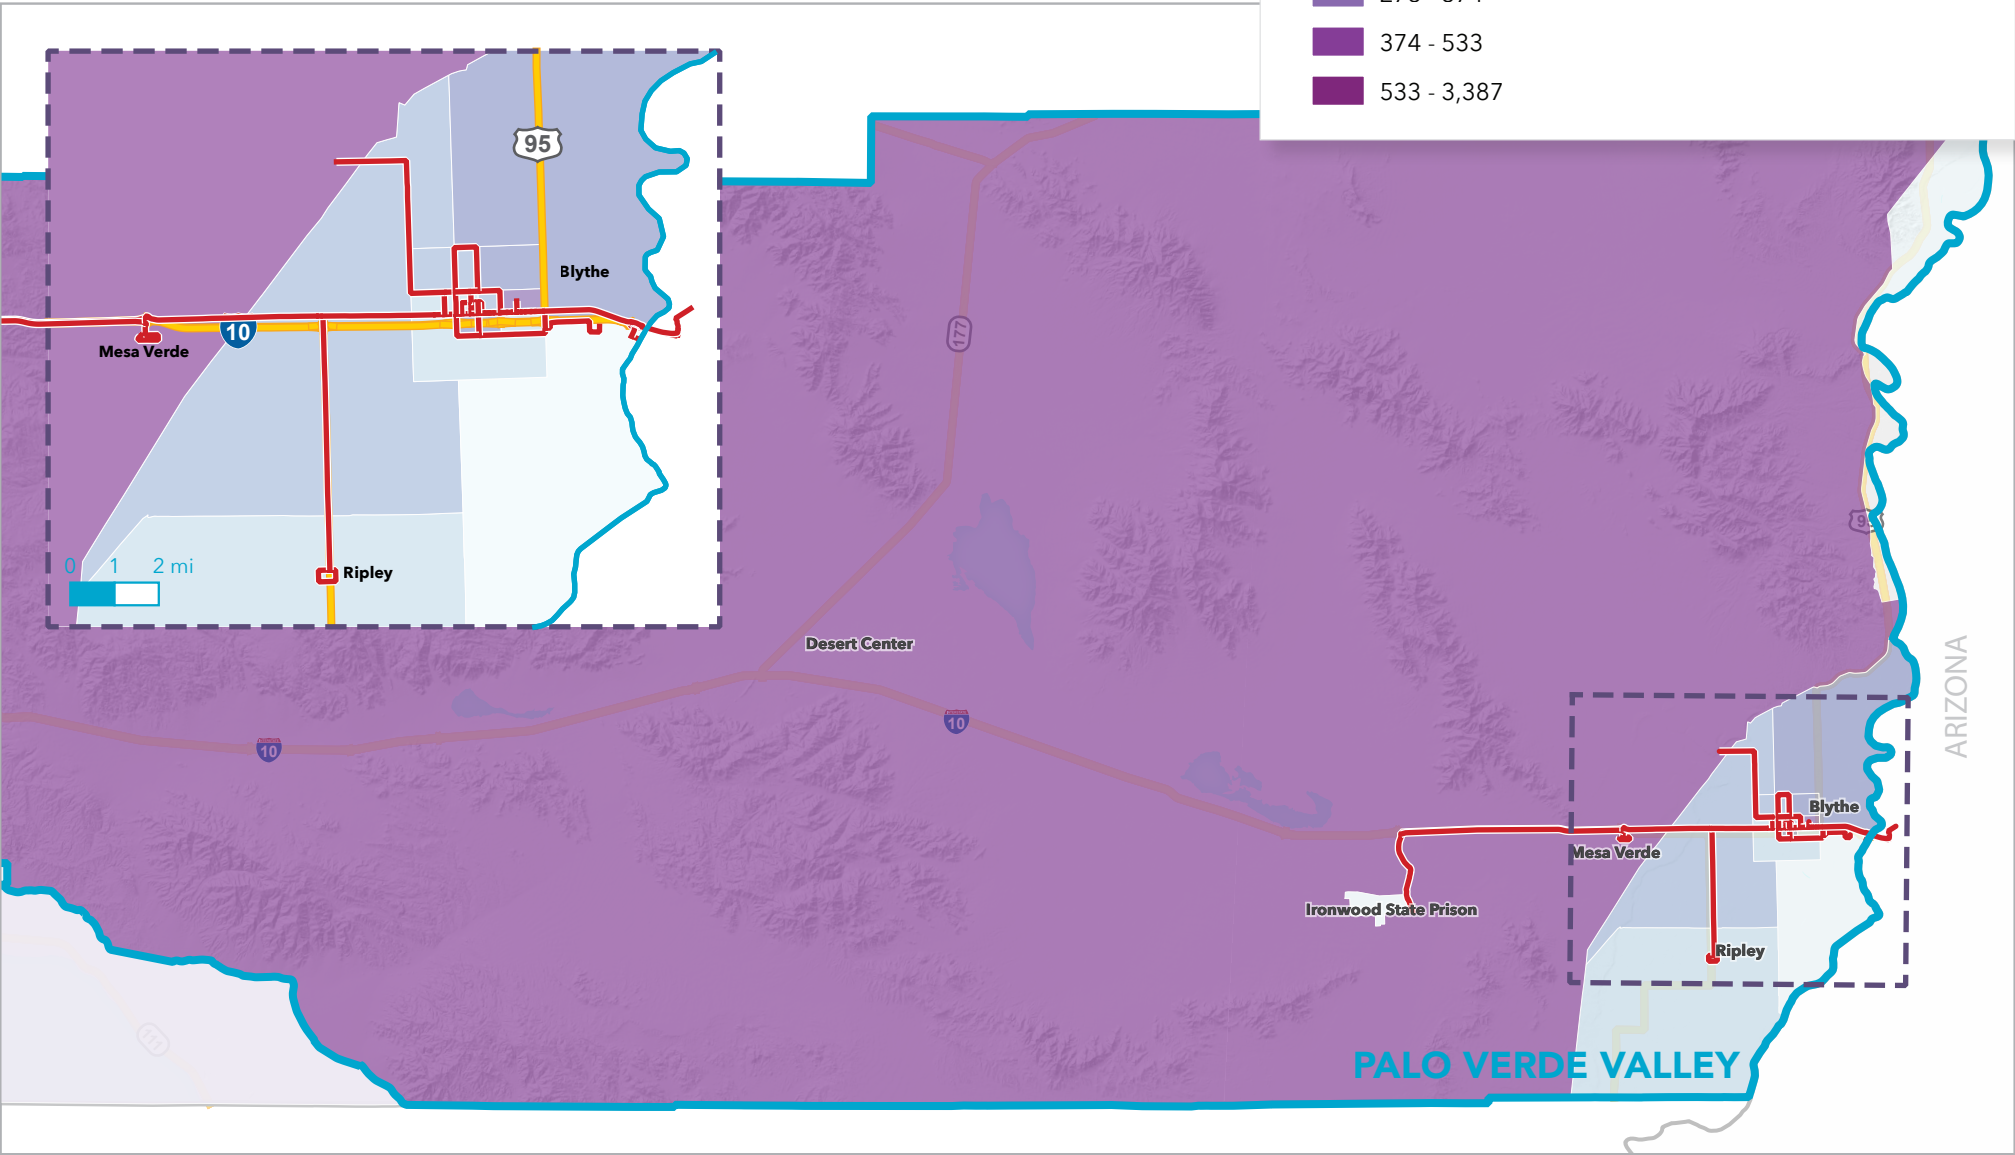 374 - 533
533 - 3,387
95
Blythe
10
Mesa Verde
0 1 2 mi
Ripley
177
Desert Center
10
10
ARIZONA
Blythe
Mesa Verde
Ironwood State Prison
Ripley
111
PALO VERDE VALLEY